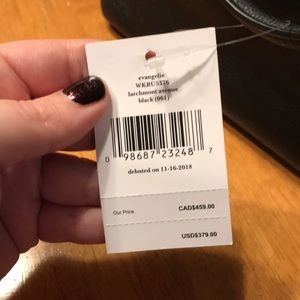 evangelie
WKRU5376
larchmont avenue
black (001)
0 98687 23248 7
debuted on 11-16-2018
Our Price CAD$459.00
USD$379.00